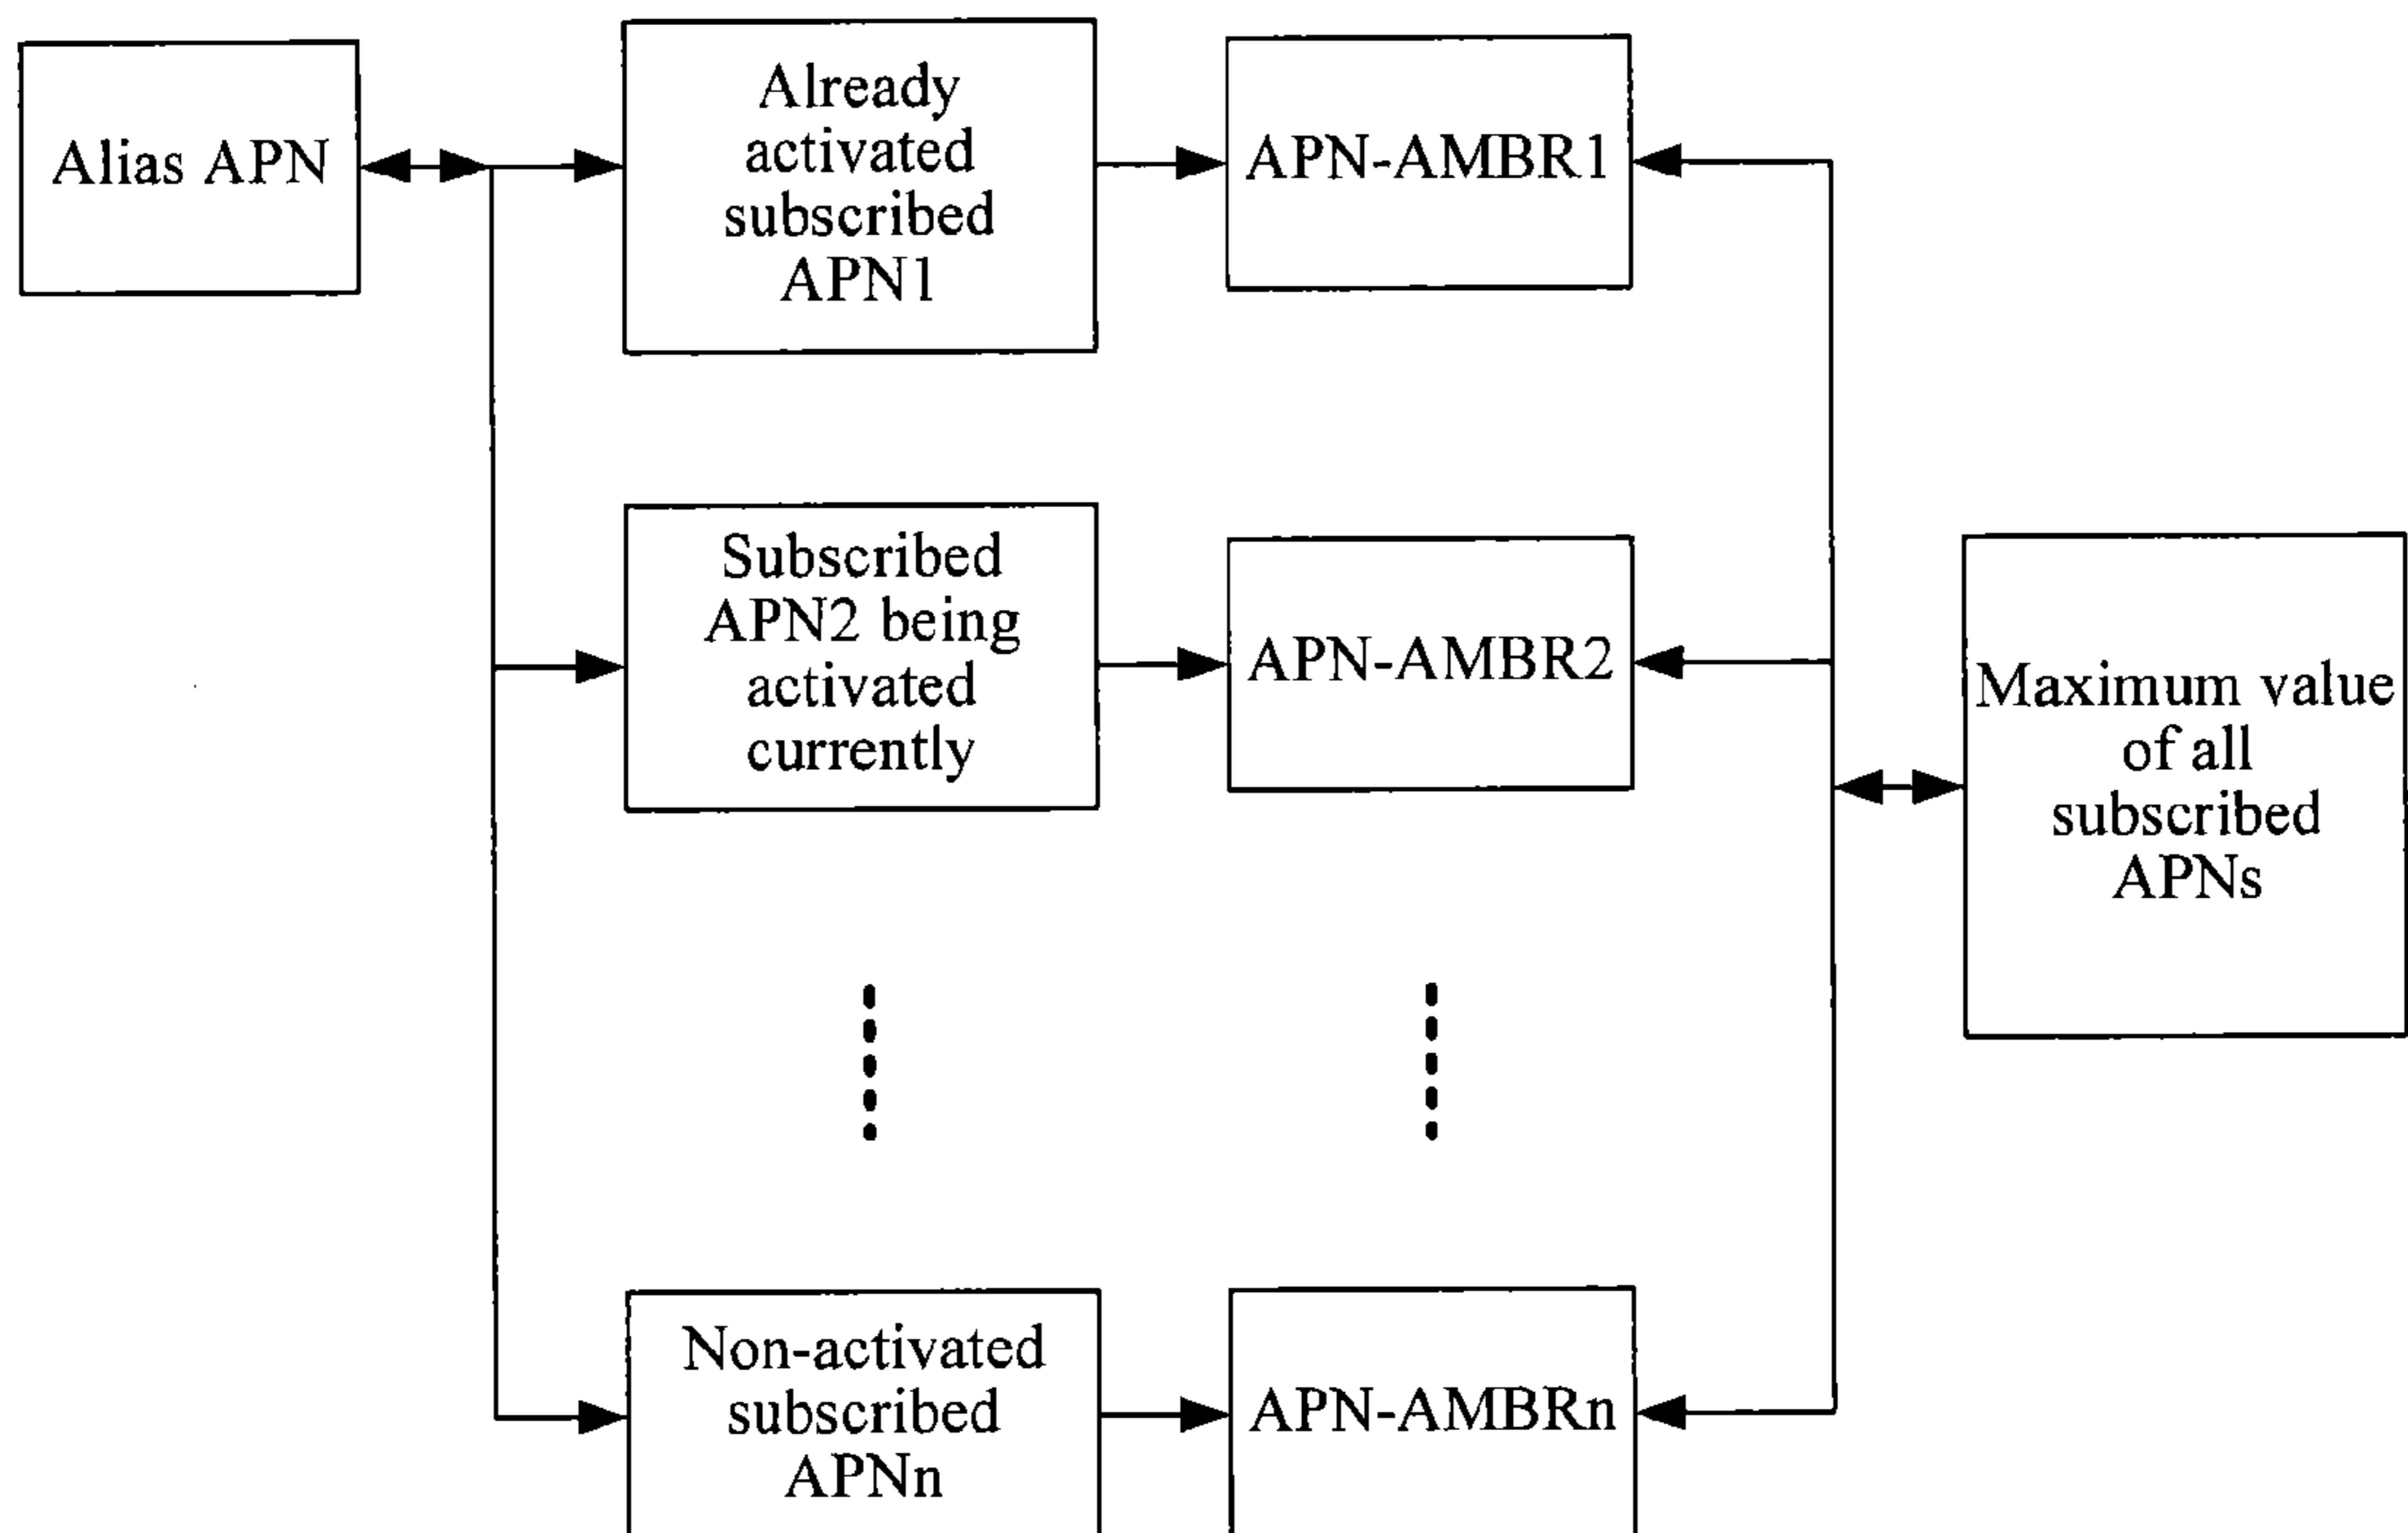 Alias APN
Already
activated
subscribed
APN1
APN-AMBR1
Subscribed
APN2 being
activated
currently
APN-AMBR2
Maximum value
of all
subscribed
APNs
Non-activated
subscribed
APNn
APN-AMBRn